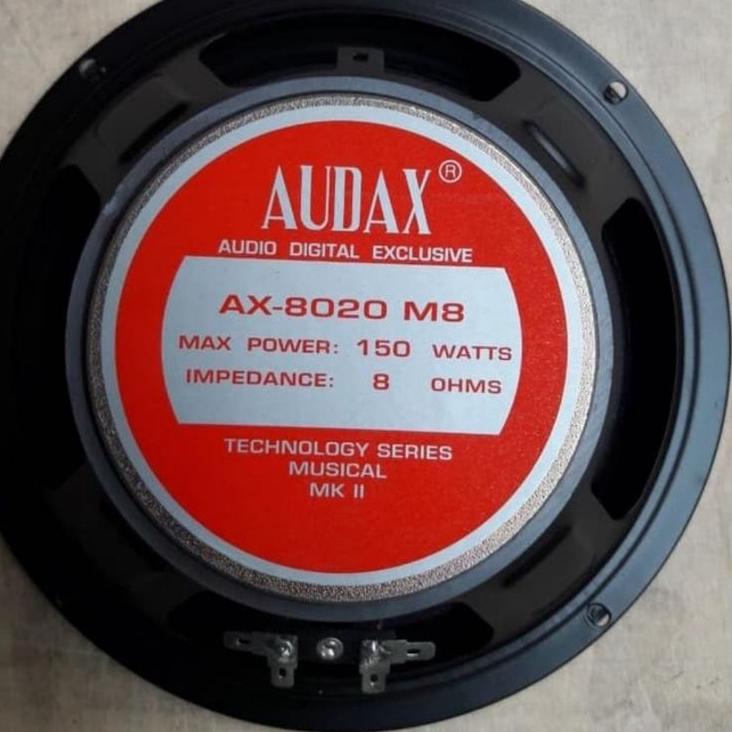 AUDAX®
AUDIO DIGITAL EXCLUSIVE
AX-8020 M8
MAX POWER: 150 WATTS
IMPEDANCE: 8 OHMS
TECHNOLOGY SERIES
MUSICAL
MK II